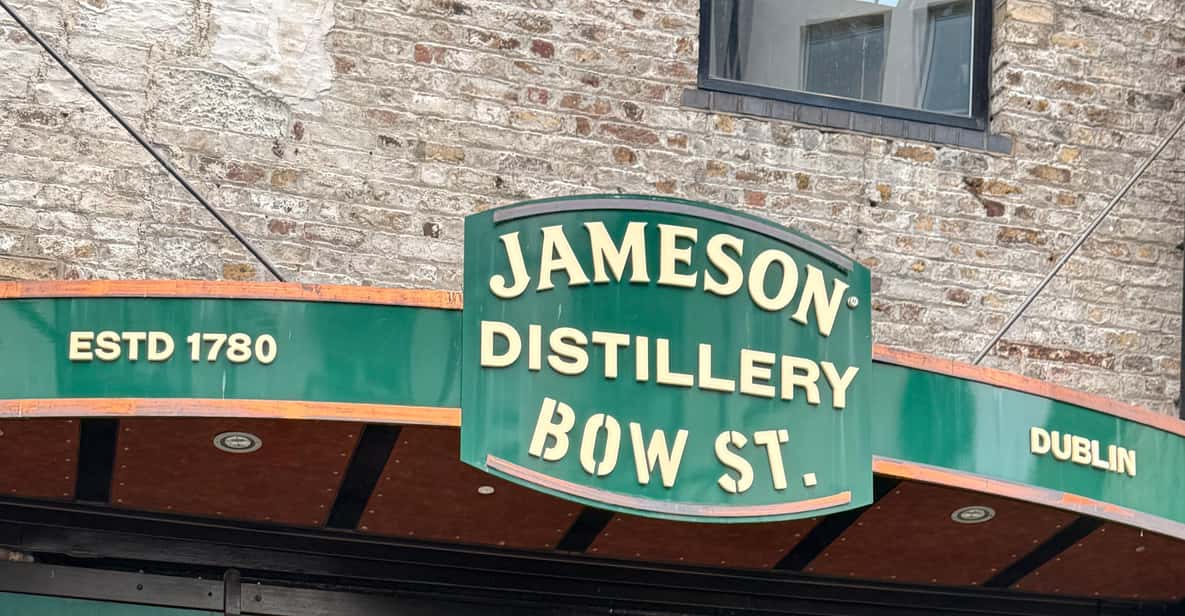 ESTD 1780
JAMESON
DISTILLERY
BOW ST.
DUBLIN